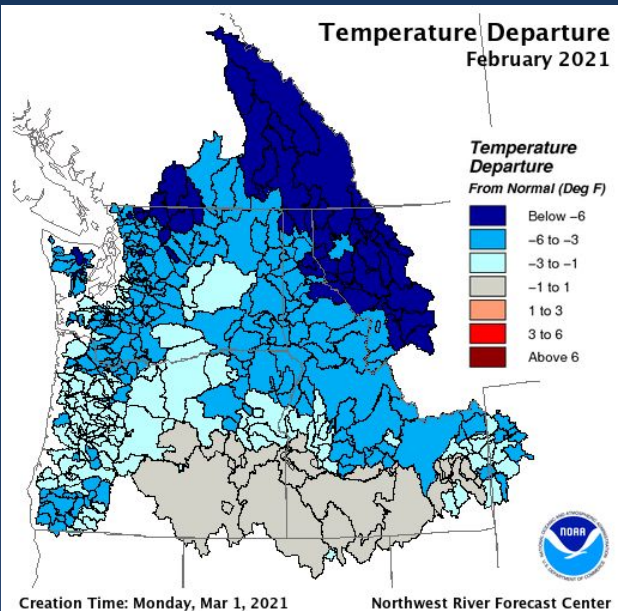 Temperature Departure
February 2021
Temperature
Departure
From Normal (Deg F)
Below -6
-6 to -3
-3 to -1
-1 to 1
1 to 3
3 to 6
Above 6
NOAA
Creation Time: Monday, Mar 1, 2021
Northwest River Forecast Center